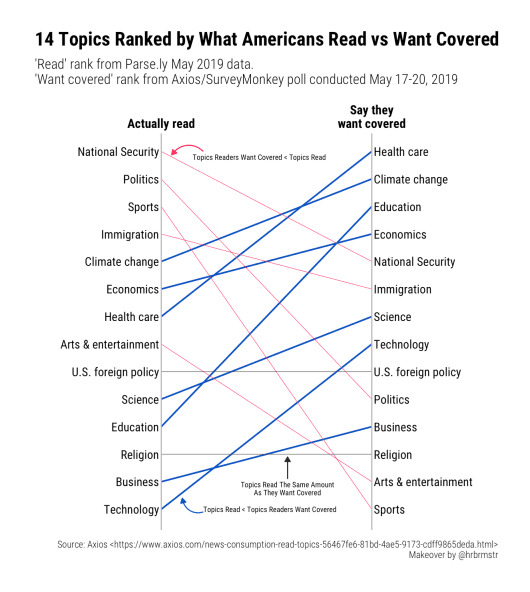 14 Topics Ranked by What Americans Read vs Want Covered
'Read' rank from Parse.ly May 2019 data.
'Want covered' rank from Axios/SurveyMonkey poll conducted May 17-20, 2019
Actually read
Say they
want covered
National Security
Politics
Sports
Immigration
Climate change
Economics
Health care
Arts & entertainment
U.S. foreign policy
Science
Education
Religion
Business
Technology
Topics Readers Want Covered < Topics Read
Topics Read The Same Amount
As They Want Covered
Topics Read < Topics Readers Want Covered
Health care
Climate change
Education
Economics
National Security
Immigration
Science
Technology
U.S. foreign policy
Politics
Business
Religion
Arts & entertainment
Sports
Source: Axios <https://www.axios.com/news-consumption-read-topics-56467fe6-81bd-4ae5-9173-cdff9865deda.html>
Makeover by @hrbrmstr